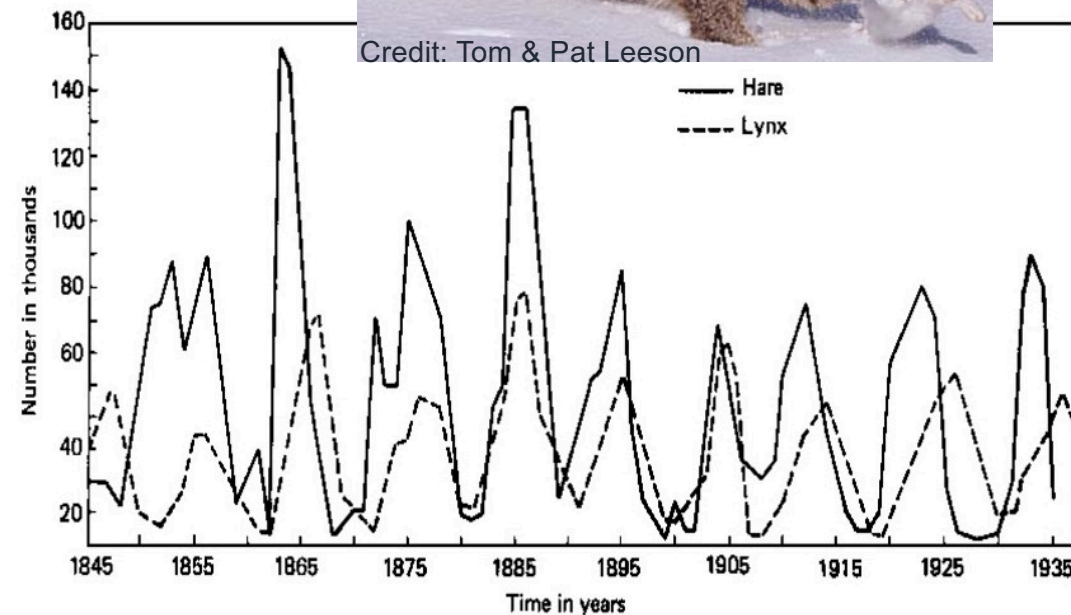 Credit: Tom & Pat Leeson
Hare
Lynx
Number in thousands
160
140
120
100
80
60
40
20
1845 1855 1865 1875 1885 1895 1905 1915 1925 1935
Time in years